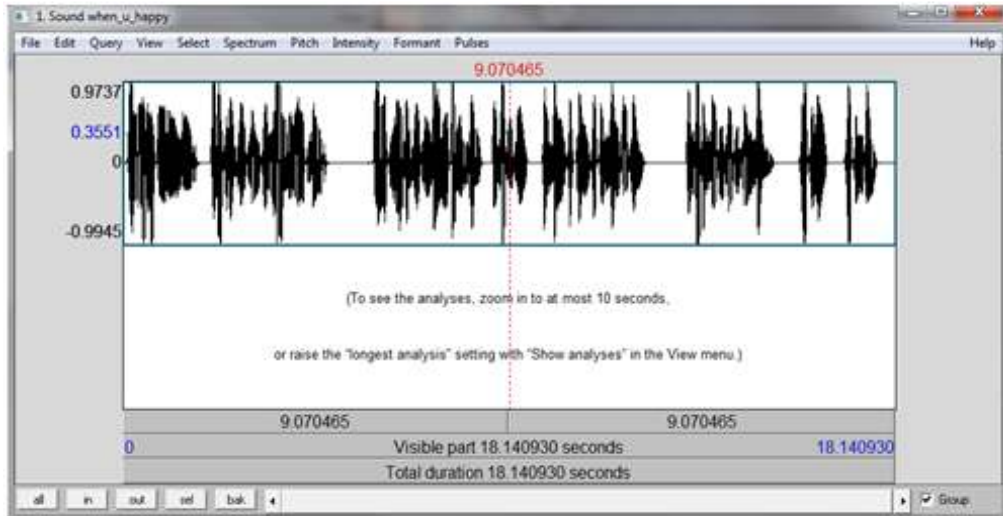 1. Sound when_u_happy
File Edit Query View Select Spectrum Pitch Intensity Formant Pulses Help
9.070465
0.9737
0.3551
0
-0.9945
(To see the analyses, zoom in to at most 10 seconds,
or raise the "longest analysis" setting with "Show analyses" in the View menu.)
9.070465 9.070465
0 Visible part 18.140930 seconds 18.140930
Total duration 18.140930 seconds
all in out sel bak Group